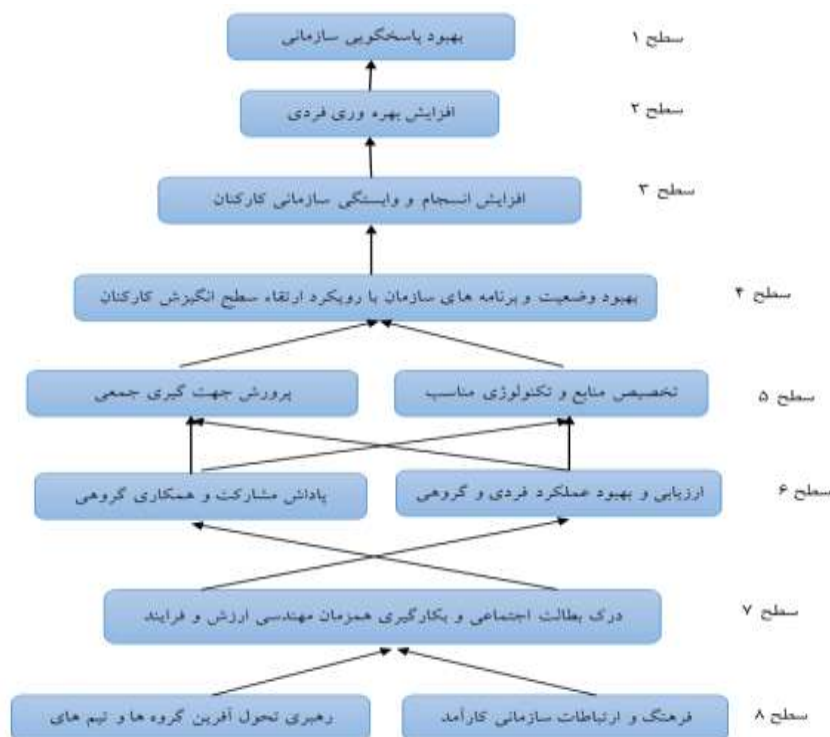 سطح ۱
بهبود پاسخگویی سازمانی
سطح ۲
افزایش بهره وری فردی
سطح ۳
افزایش انسجام و وابستگی سازمانی کارکنان
سطح ۴
بهبود وضعیت و برنامه های سازمان با رویکرد ارتقاء سطح انگیزش کارکنان
سطح ۵
تخصیص منابع و تکنولوژی مناسب
پرورش جهت گیری جمعی
سطح ۶
ارزیابی و بهبود عملکرد فردی و گروهی
پاداش مشارکت و همکاری گروهی
سطح ۷
درک بطالت اجتماعی و بکارگیری همزمان مهندسی ارزش و فرایند
سطح ۸
فرهنگ و ارتباطات سازمانی کارآمد
رهبری تحول آفرین گروه ها و تیم های